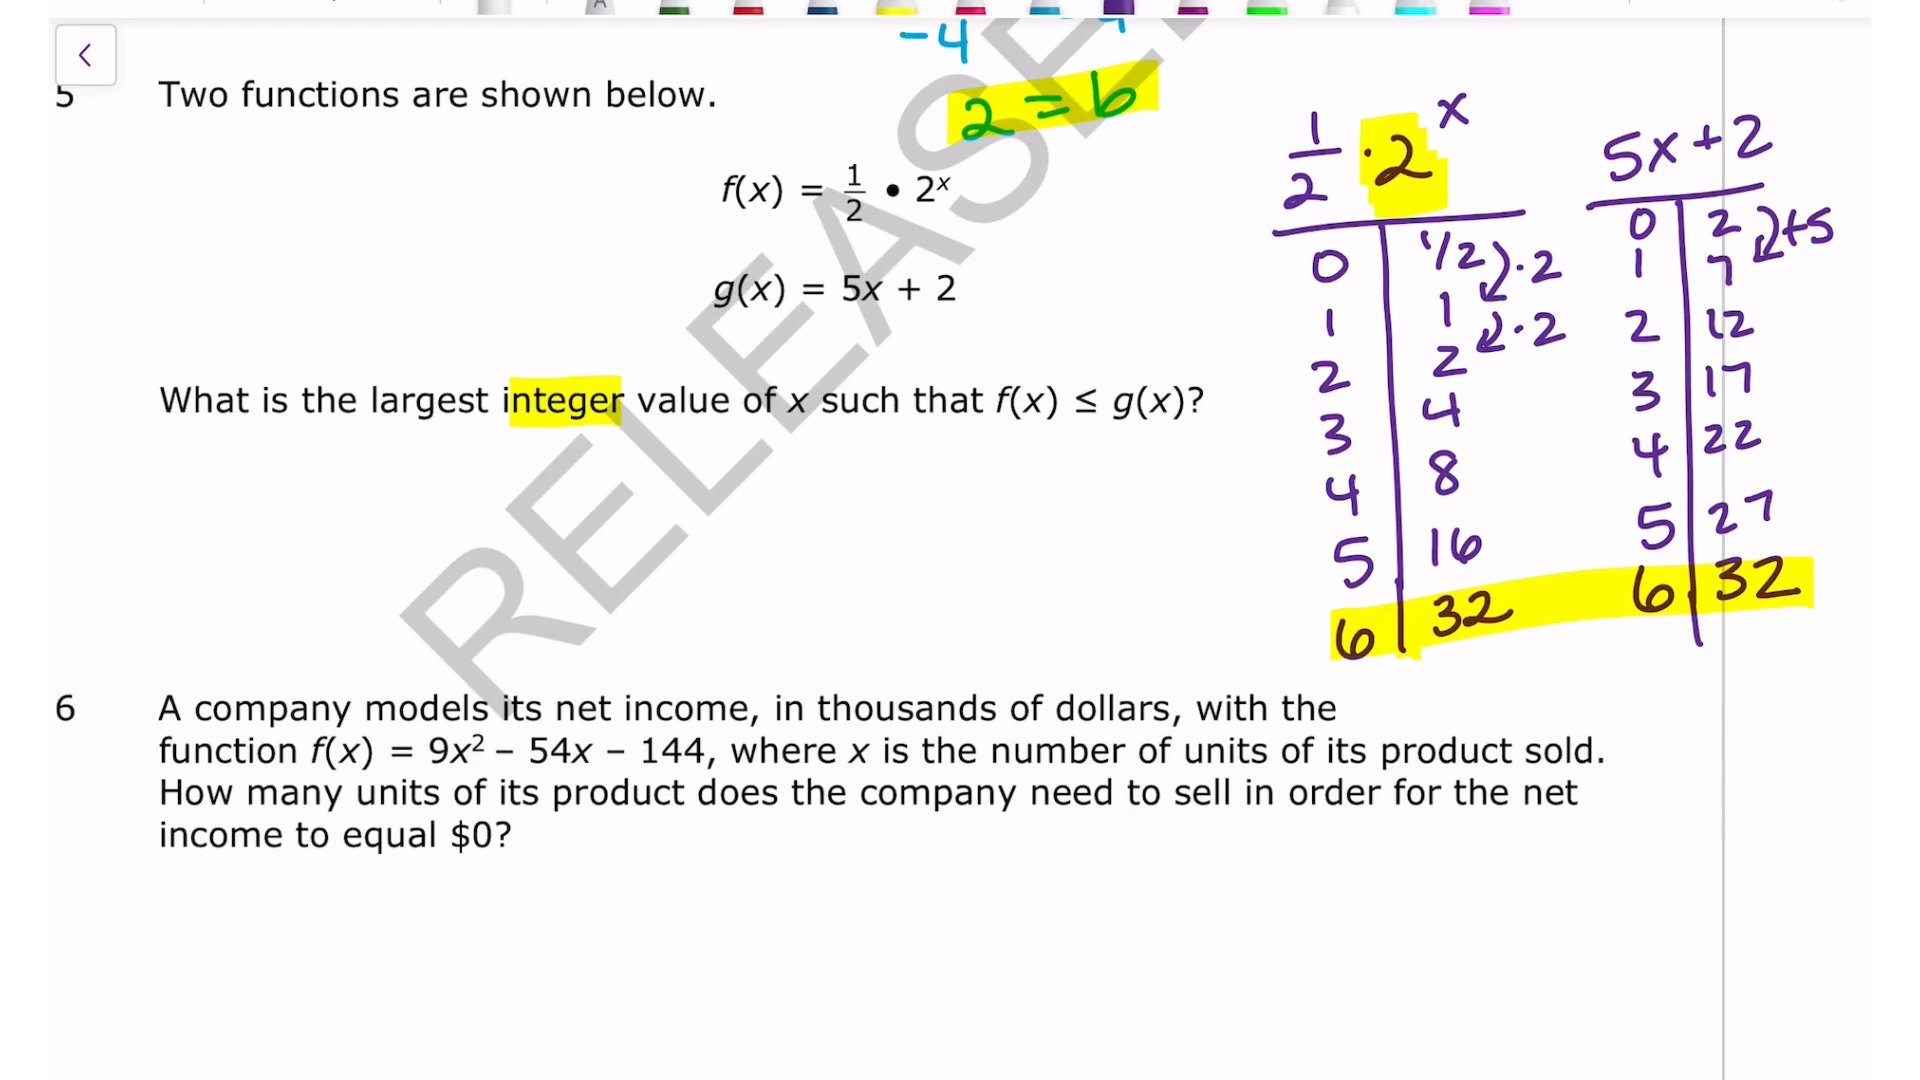 -4
2 = 6
5 Two functions are shown below.
f(x) = 1/2 • 2ˣ
g(x) = 5x + 2
What is the largest integer value of x such that f(x) ≤ g(x)?
RELEASE
1/2 · 2ˣ
0 | 1/2 ) · 2
1 | 1
2 | 2 · 2
3 | 4
4 | 8
5 | 16
6 | 32
5x + 2
0 | 2 ) +5
1 | 7
2 | 12
3 | 17
4 | 22
5 | 27
6 | 32
6 A company models its net income, in thousands of dollars, with the
function f(x) = 9x² – 54x – 144, where x is the number of units of its product sold.
How many units of its product does the company need to sell in order for the net
income to equal $0?